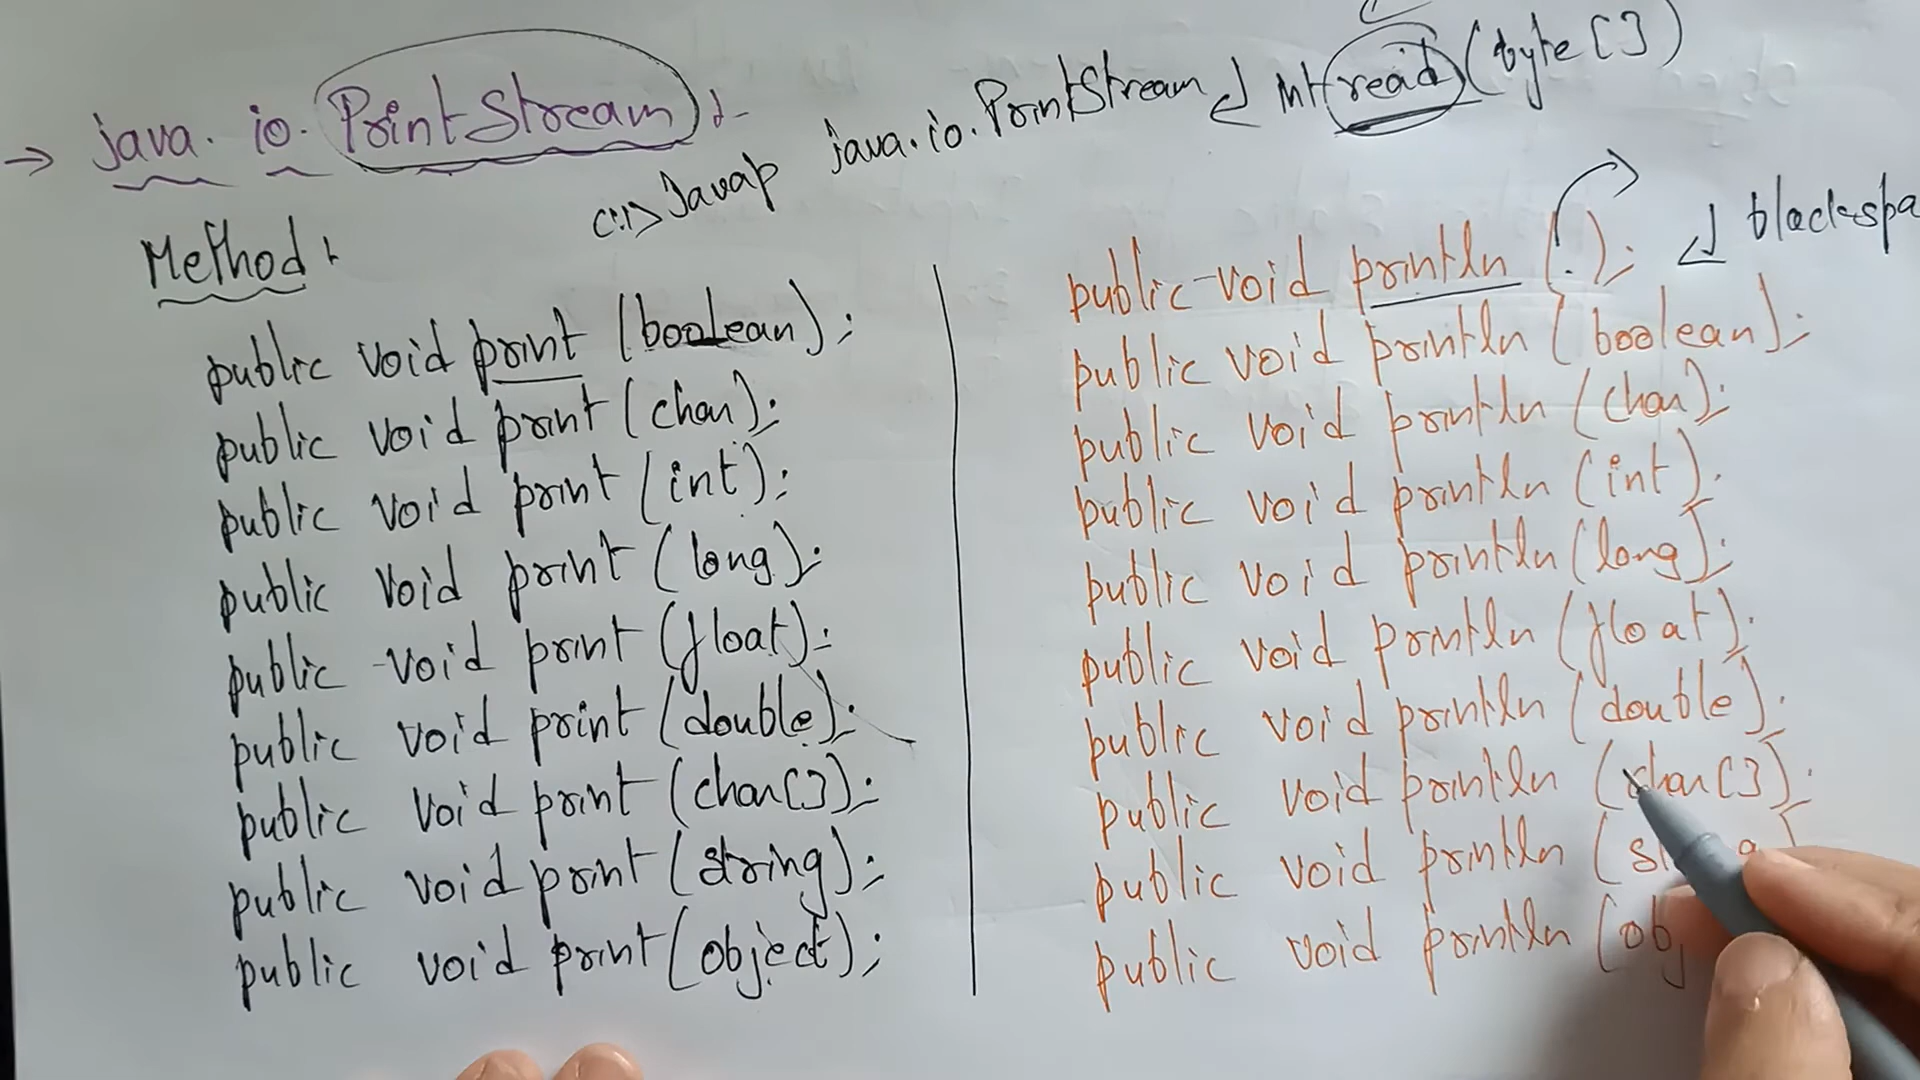 → java. io. PrintStream :-
c:\> Javap java.io.PrintStream ↲ int read (byte [])
Method :
public void print (boolean);
public void print (char);
public void print (int);
public void print (long);
public void print (float);
public void print (double);
public void print (char[]);
public void print (string);
public void print (object);
public void println (.); ↲
public void println (boolean);
public void println (char);
public void println (int);
public void println (long);
public void println (float);
public void println (double);
public void println (char[]);
public void println (
public void println (obj